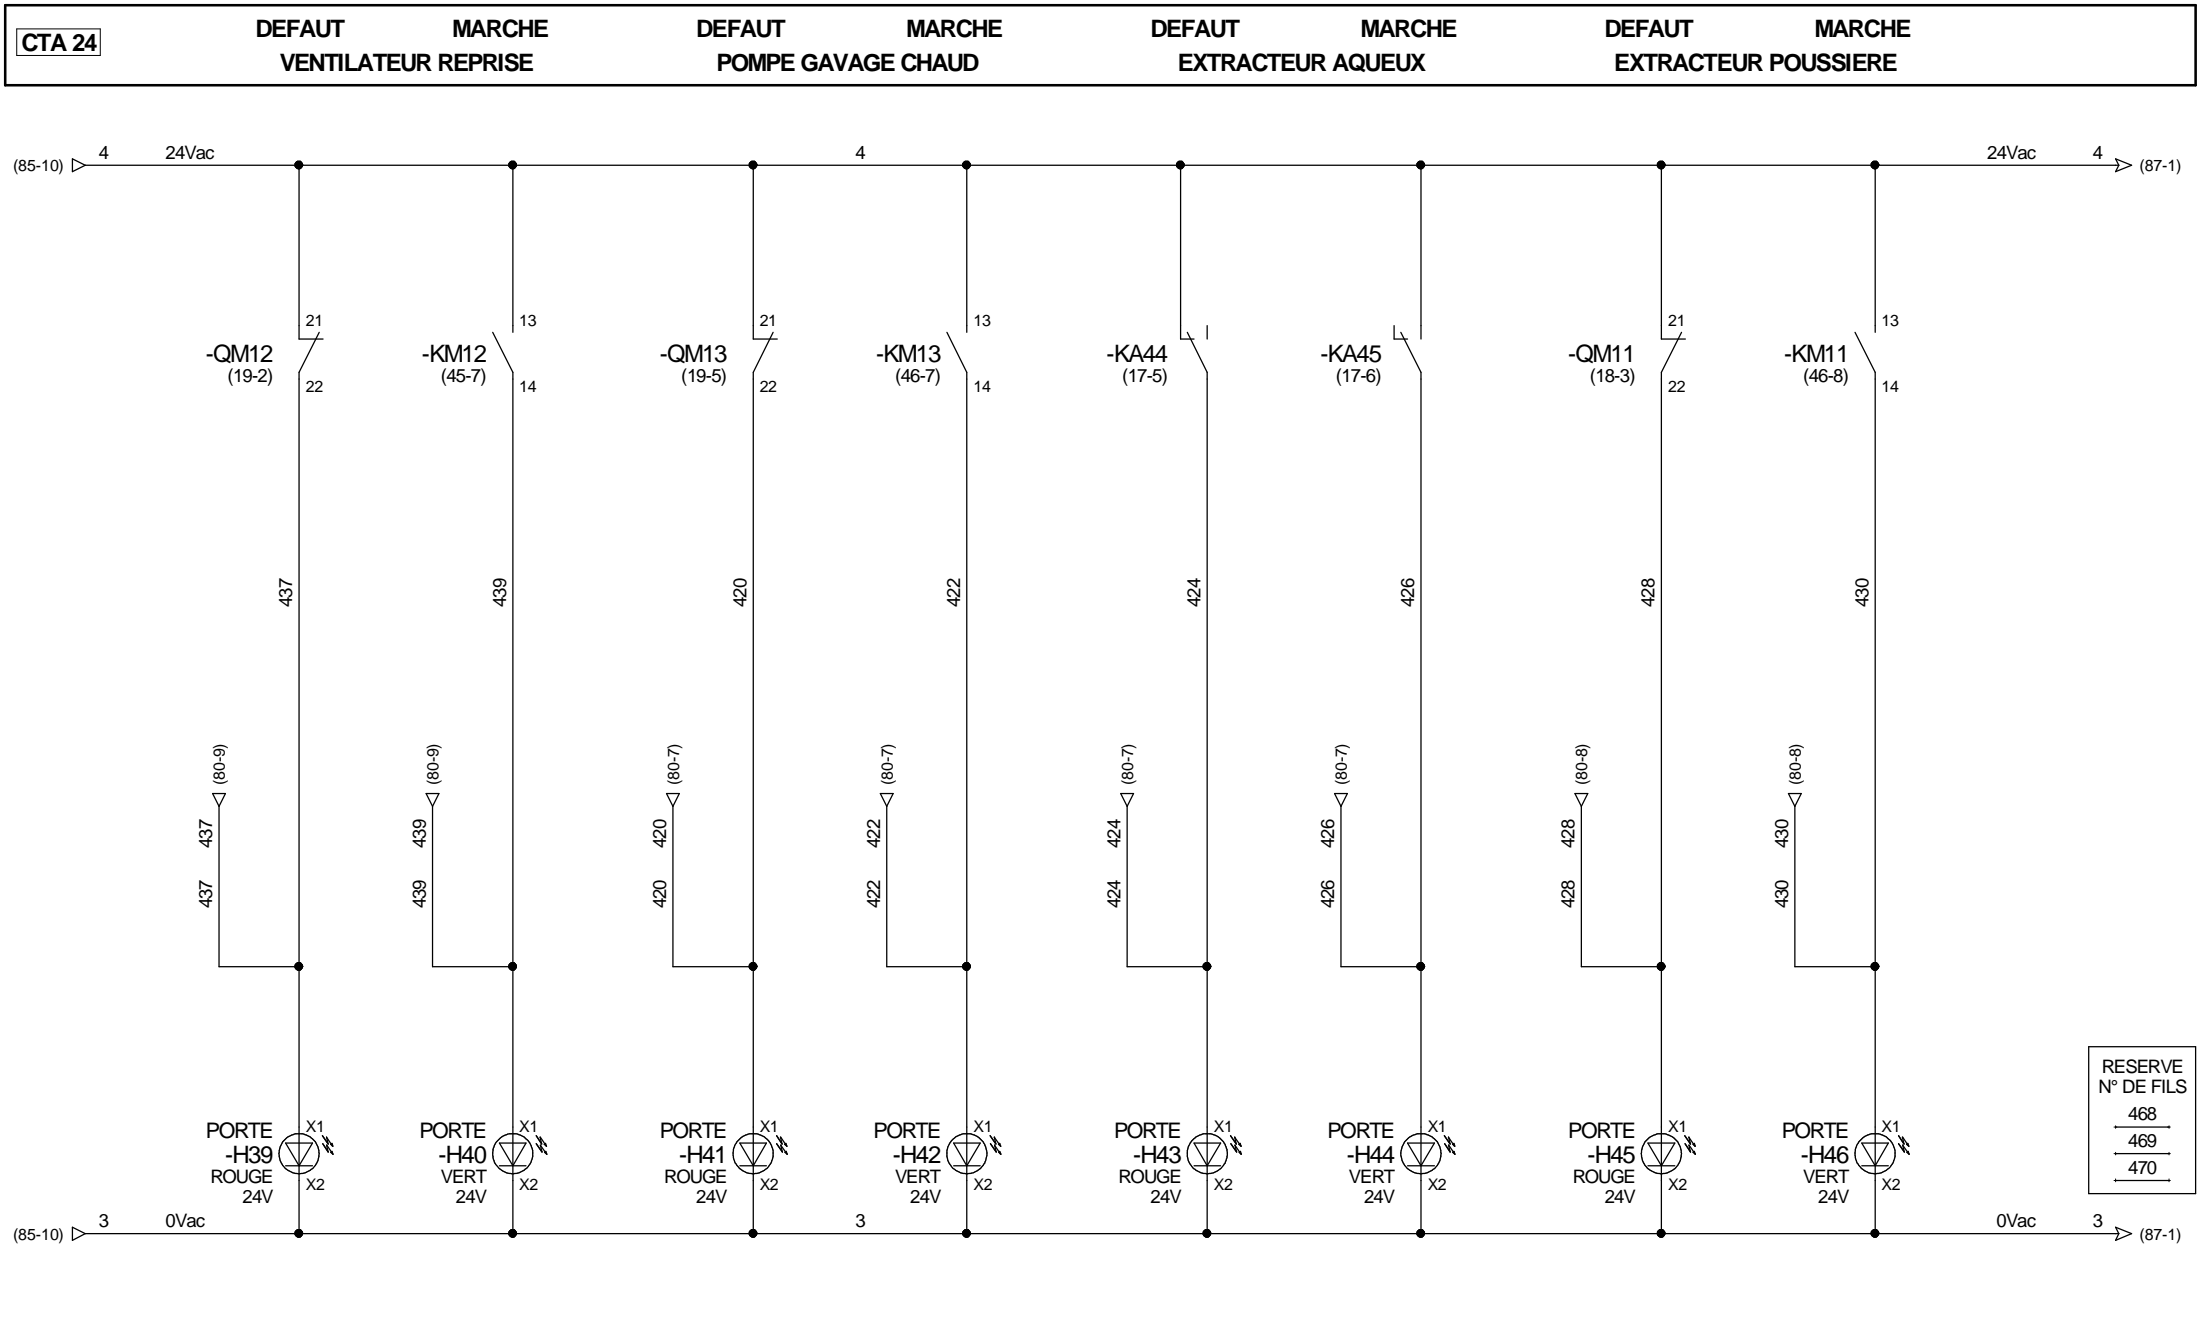 CTA 24
DEFAUT MARCHE DEFAUT MARCHE DEFAUT MARCHE DEFAUT MARCHE
VENTILATEUR REPRISE POMPE GAVAGE CHAUD EXTRACTEUR AQUEUX EXTRACTEUR POUSSIERE
(85-10) 4 24Vac 4 24Vac 4 (87-1)
21 13 21 13 21 13
-QM12 -KM12 -QM13 -KM13 -KA44 -KA45 -QM11 -KM11
(19-2) (45-7) (19-5) (46-7) (17-5) (17-6) (18-3) (46-8)
22 14 22 14 22 14
437 439 420 422 424 426 428 430
(80-9) (80-9) (80-7) (80-7) (80-7) (80-7) (80-8) (80-8)
437 439 420 422 424 426 428 430
437 439 420 422 424 426 428 430
RESERVE
N° DE FILS
468
469
470
X1 X1 X1 X1 X1 X1 X1 X1
PORTE PORTE PORTE PORTE PORTE PORTE PORTE PORTE
-H39 -H40 -H41 -H42 -H43 -H44 -H45 -H46
ROUGE VERT ROUGE VERT ROUGE VERT ROUGE VERT
X2 X2 X2 X2 X2 X2 X2 X2
24V 24V 24V 24V 24V 24V 24V 24V
(85-10) 3 0Vac 3 0Vac 3 (87-1)